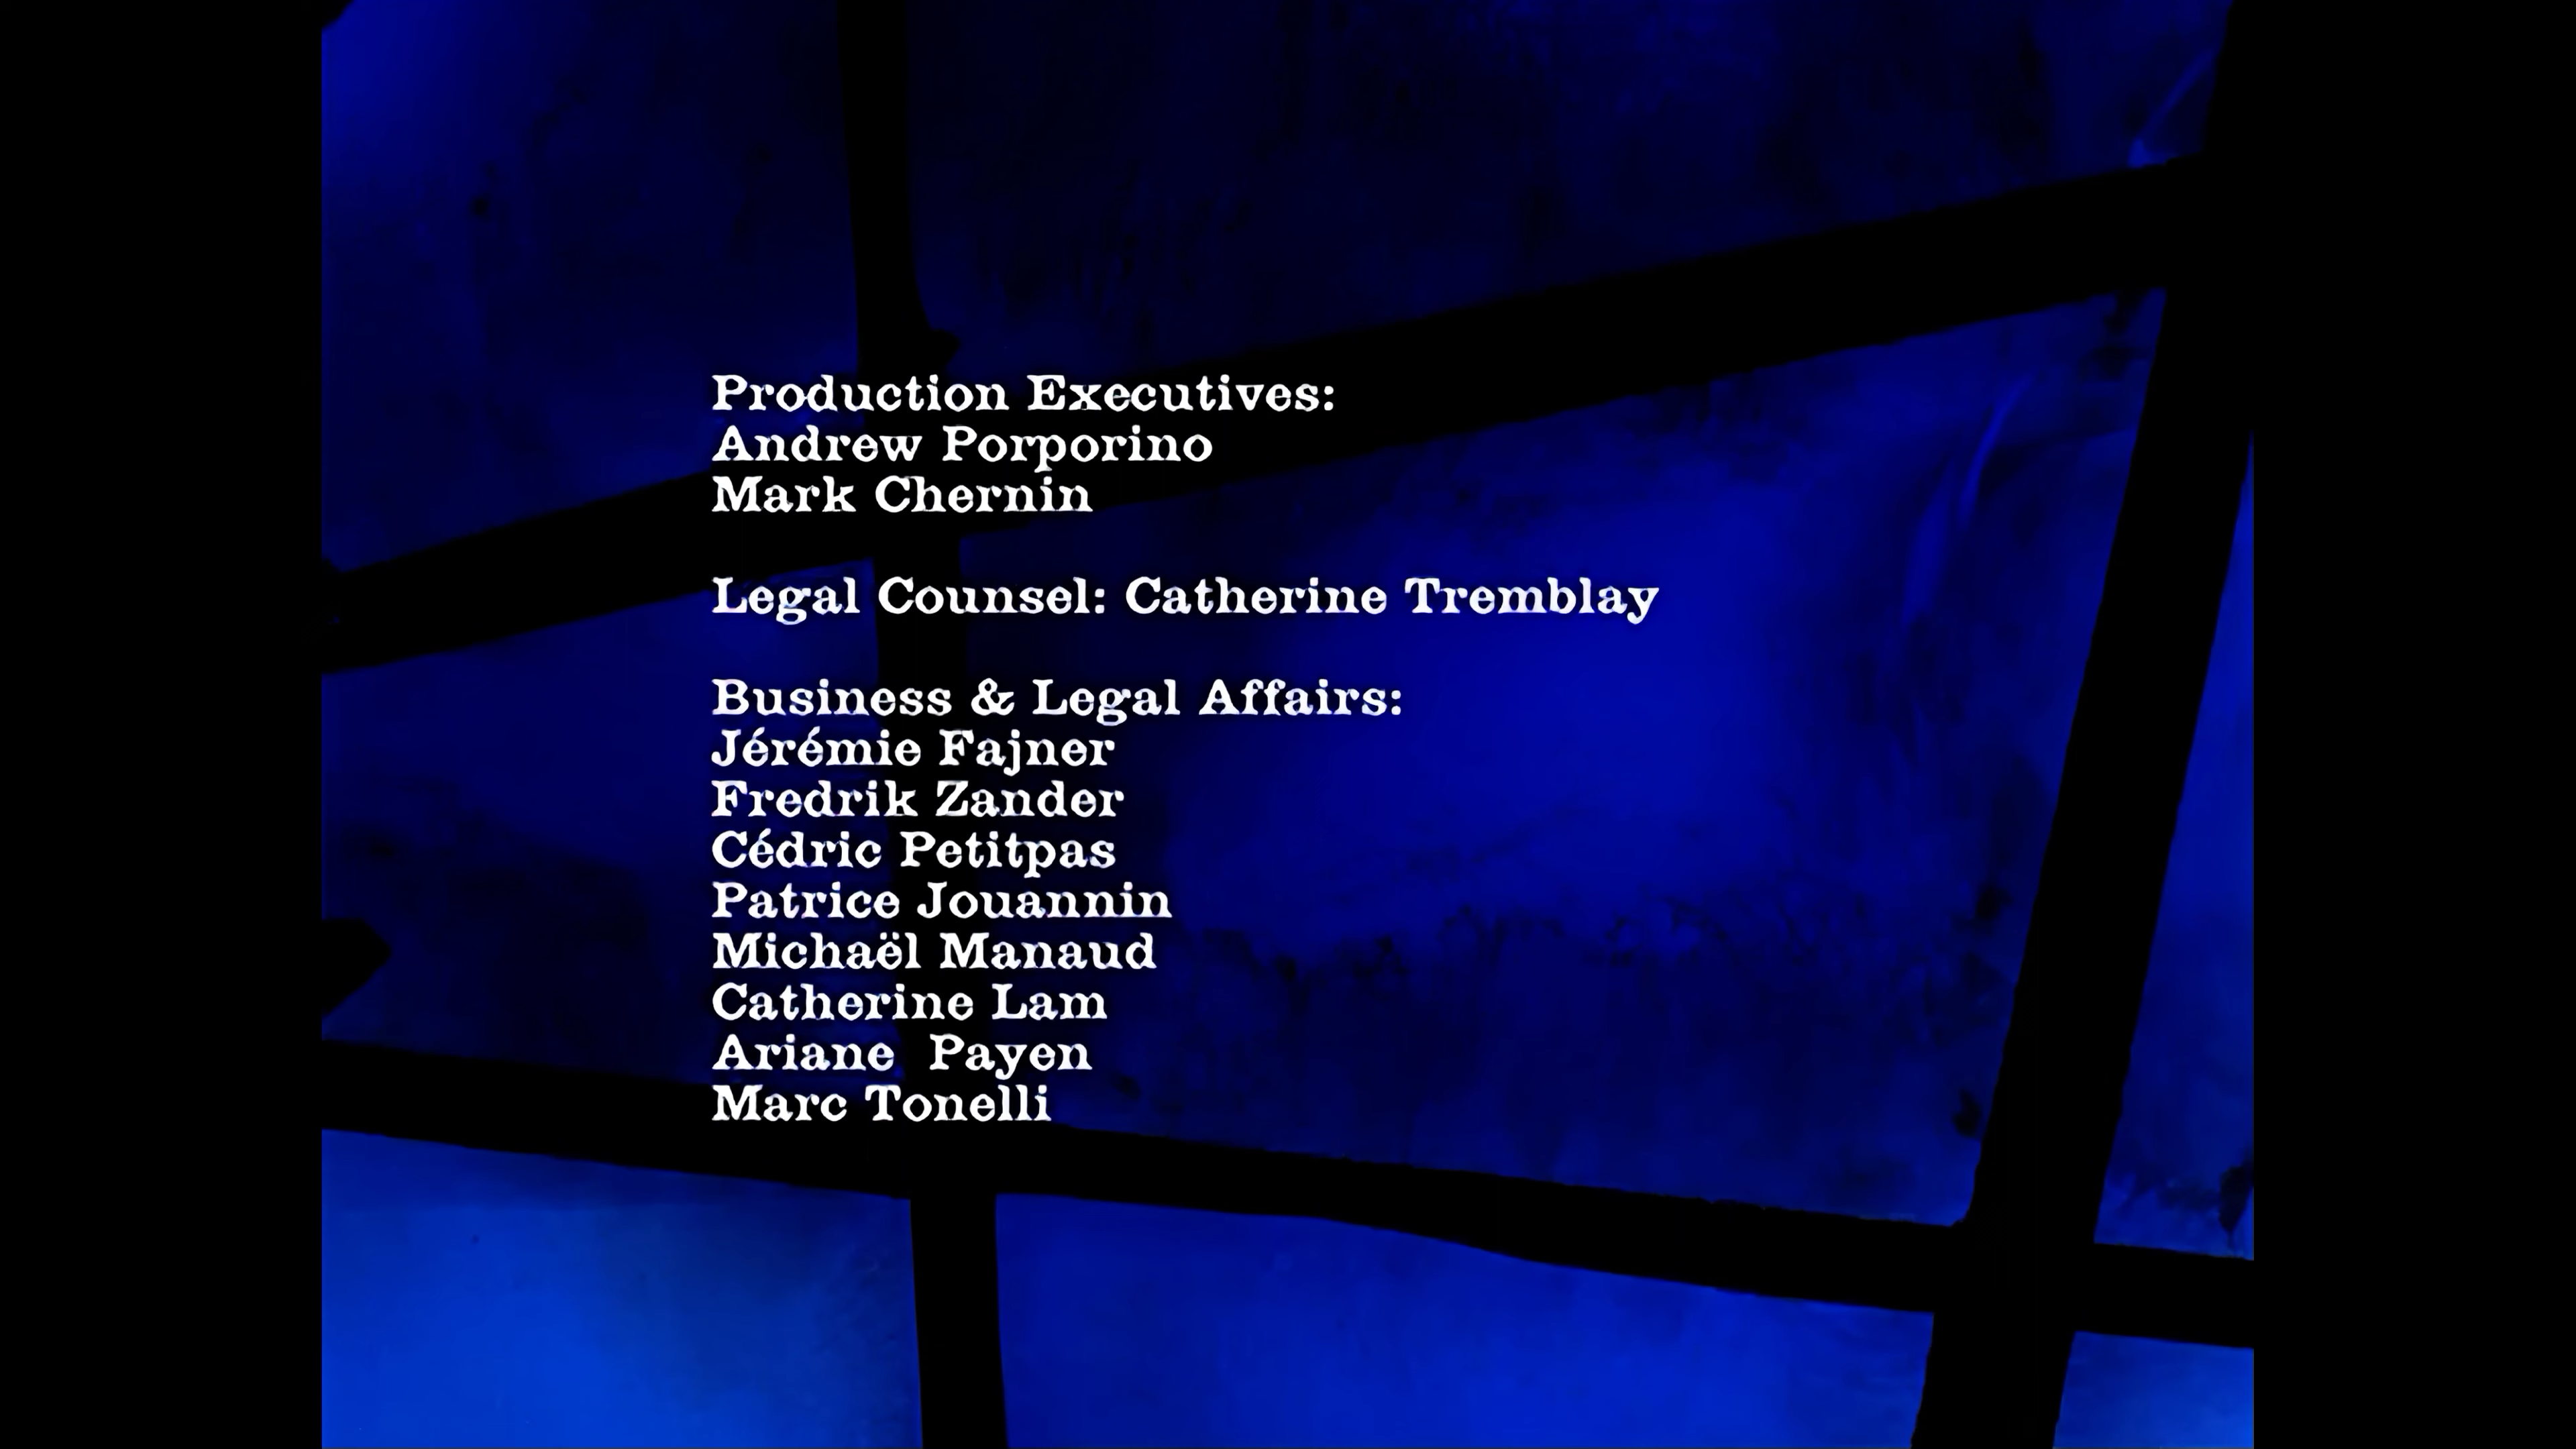 Production Executives:
Andrew Porporino
Mark Chernin
Legal Counsel: Catherine Tremblay
Business & Legal Affairs:
Jérémie Fajner
Fredrik Zander
Cédric Petitpas
Patrice Jouannin
Michaël Manaud
Catherine Lam
Ariane  Payen
Marc Tonelli